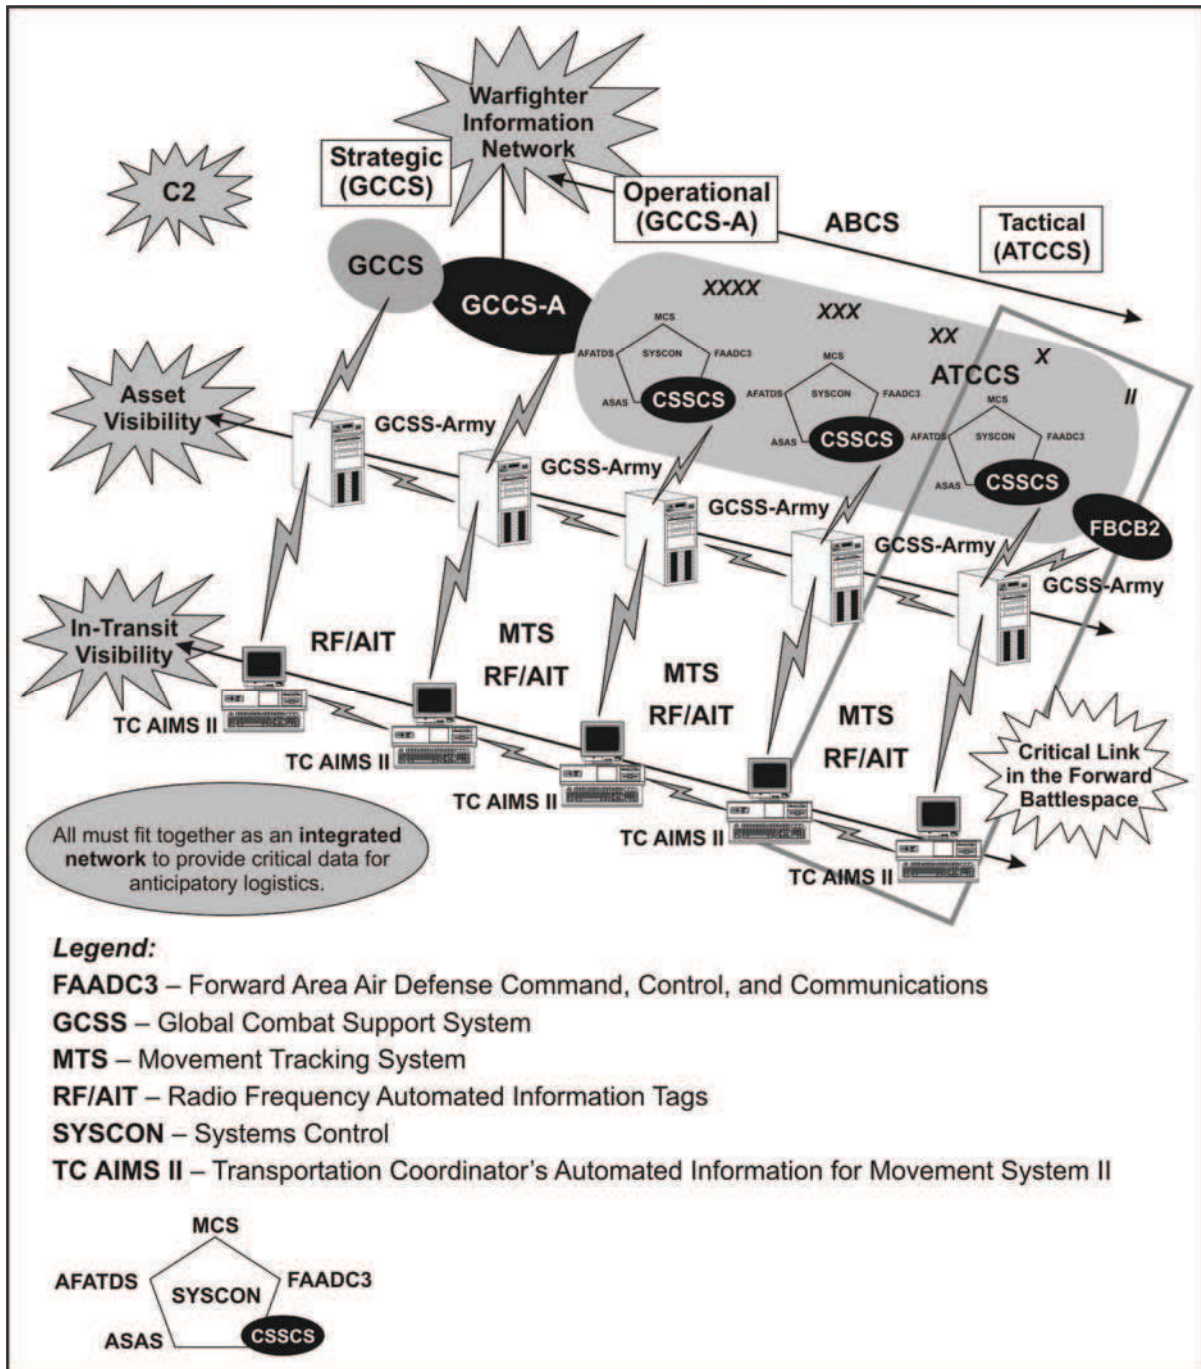 Warfighter
Information
Network
Strategic
(GCCS)
C2
Operational
(GCCS-A)
ABCS
Tactical
(ATCCS)
GCCS
GCCS-A
XXXX
XXX
XX
X
II
MCS
AFATDS
SYSCON
FAADC3
ASAS
CSSCS
MCS
AFATDS
SYSCON
FAADC3
ASAS
CSSCS
ATCCS
MCS
AFATDS
SYSCON
FAADC3
ASAS
CSSCS
FBCB2
Asset
Visibility
GCSS-Army
GCSS-Army
GCSS-Army
GCSS-Army
GCSS-Army
In-Transit
Visibility
RF/AIT
MTS
RF/AIT
MTS
RF/AIT
MTS
RF/AIT
TC AIMS II
TC AIMS II
TC AIMS II
TC AIMS II
TC AIMS II
Critical Link
in the Forward
Battlespace
All must fit together as an integrated
network to provide critical data for
anticipatory logistics.
Legend:
FAADC3 – Forward Area Air Defense Command, Control, and Communications
GCSS – Global Combat Support System
MTS – Movement Tracking System
RF/AIT – Radio Frequency Automated Information Tags
SYSCON – Systems Control
TC AIMS II – Transportation Coordinator's Automated Information for Movement System II
MCS
AFATDS
SYSCON
FAADC3
ASAS
CSSCS